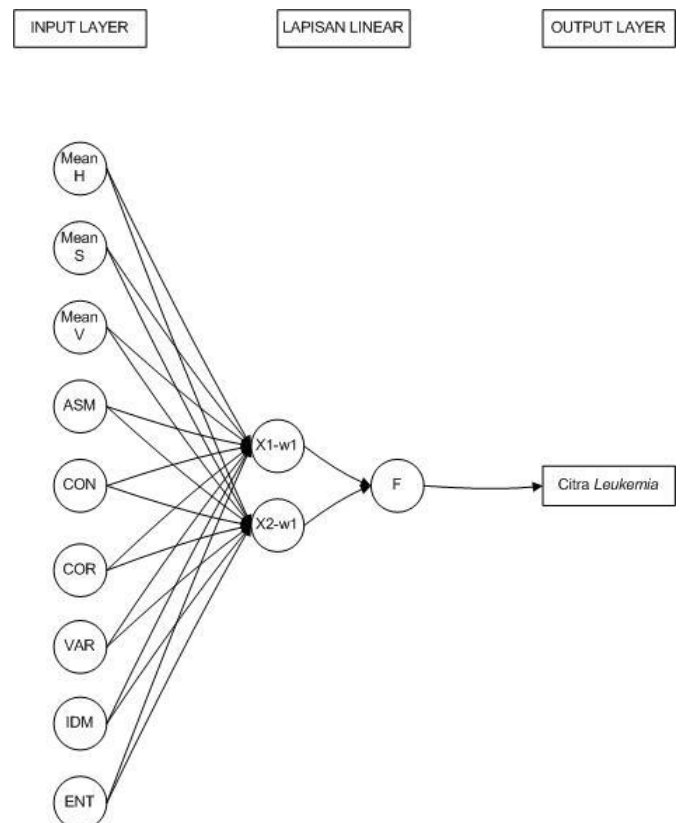 INPUT LAYER
LAPISAN LINEAR
OUTPUT LAYER
Mean
H
Mean
S
Mean
V
ASM
CON
COR
VAR
IDM
ENT
X1-w1
X2-w1
F
Citra Leukemia